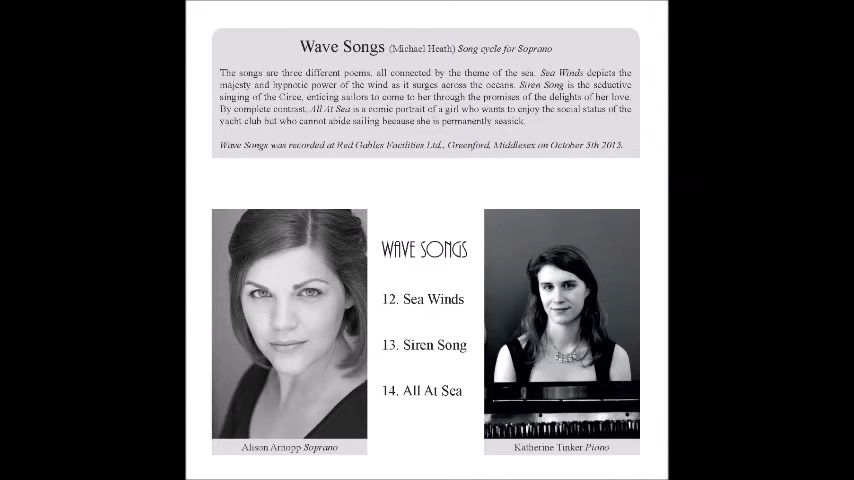 Wave Songs (Michael Heath) Song cycle for Soprano
The songs are three different poems, all connected by the theme of the sea. Sea Winds depicts the
majesty and hypnotic power of the wind as it surges across the oceans. Siren Song is the seductive
singing of the Circe, enticing sailors to come to her through the promises of the delights of her love.
By complete contrast, All At Sea is a comic portrait of a girl who wants to enjoy the social status of the
yacht club but who cannot abide sailing because she is permanently seasick.
Wave Songs was recorded at Red Gables Facilities Ltd., Greenford, Middlesex on October 5th 2015.
WAVE SONGS
12. Sea Winds
13. Siren Song
14. All At Sea
Alison Arnopp Soprano
Katherine Tinker Piano